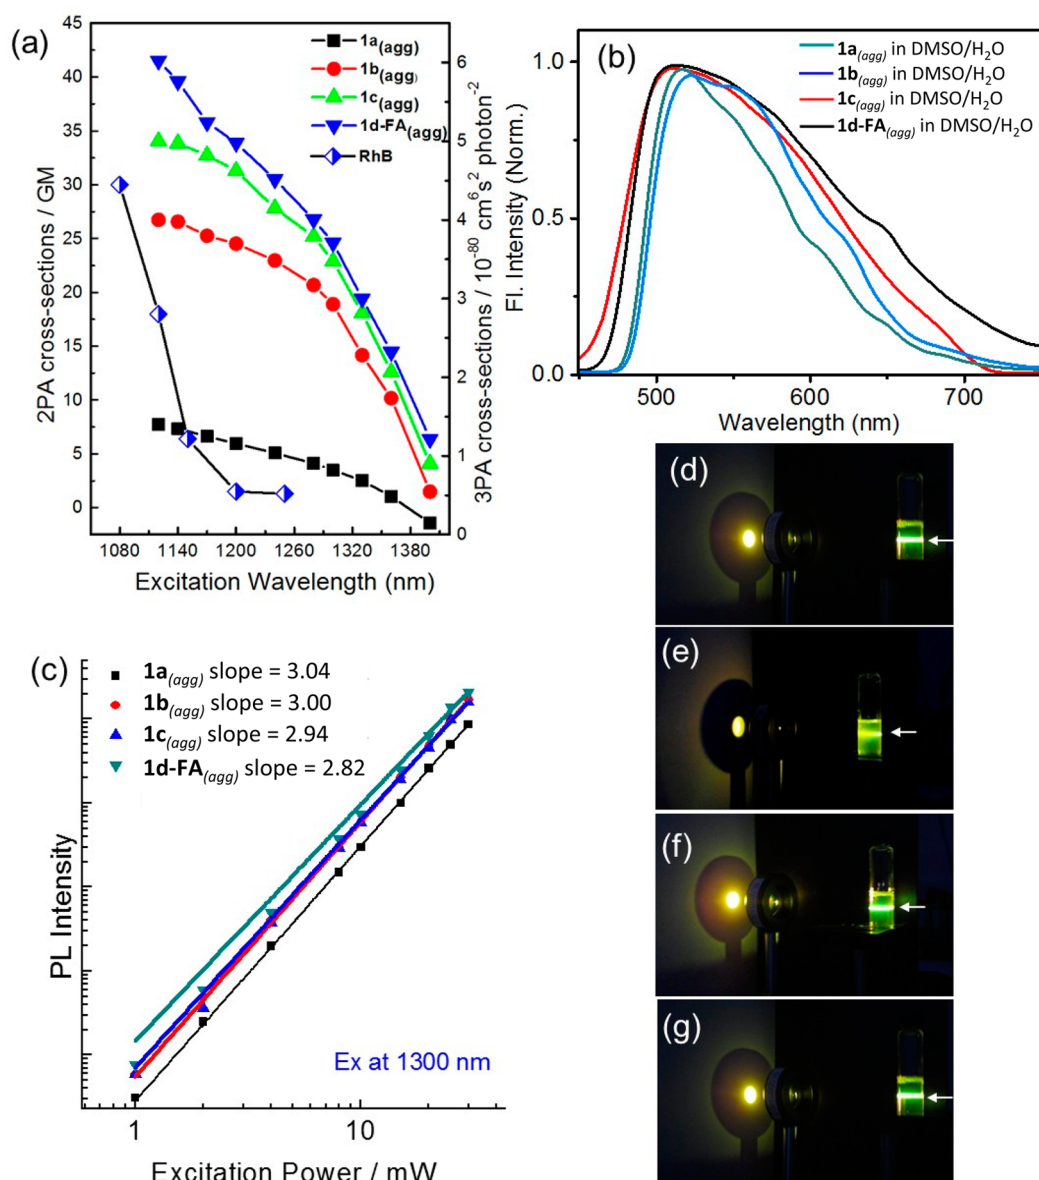 (a)
45
40
35
30
25
20
15
10
5
0
2PA cross-sections / GM
1a(agg)
1b(agg)
1c(agg)
1d-FA(agg)
RhB
6
5
4
3
2
1
0
3PA cross-sections / 10⁻⁸⁰ cm⁶ s² photon⁻²
1080 1140 1200 1260 1320 1380
Excitation Wavelength (nm)
(b)
1a(agg) in DMSO/H₂O
1b(agg) in DMSO/H₂O
1c(agg) in DMSO/H₂O
1d-FA(agg) in DMSO/H₂O
1.0
0.5
0.0
Fl. Intensity (Norm.)
500 600 700
Wavelength (nm)
(c)
1a(agg) slope = 3.04
1b(agg) slope = 3.00
1c(agg) slope = 2.94
1d-FA(agg) slope = 2.82
PL Intensity
Ex at 1300 nm
1 10
Excitation Power / mW
(d)
(e)
(f)
(g)